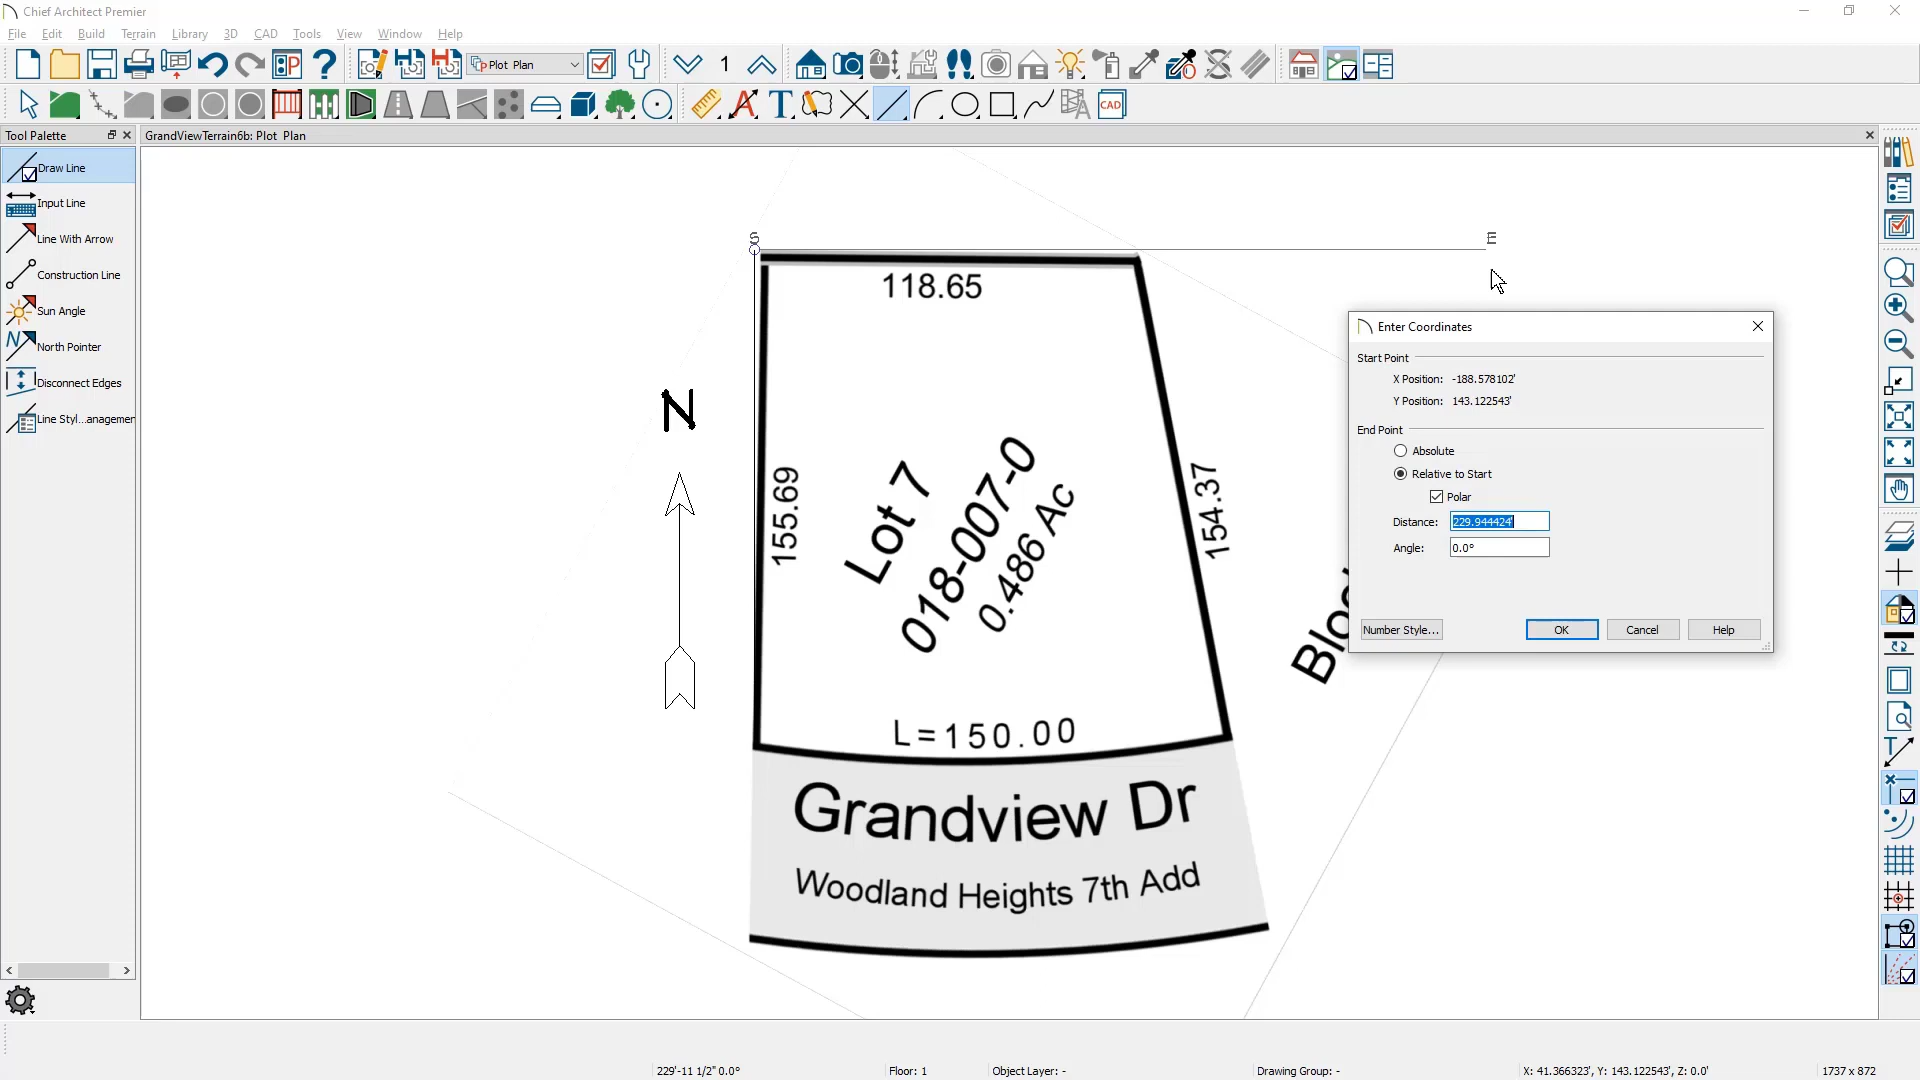 Chief Architect Premier
File Edit Build Terrain Library 3D CAD Tools View Window Help
Plot Plan 1
CAD
Tool Palette
GrandViewTerrain6b: Plot Plan
Draw Line
Input Line
Line With Arrow
Construction Line
Sun Angle
North Pointer
Disconnect Edges
Line Styl...anagemen
S
E
118.65
N
155.69
154.37
Lot 7
018-007-0
0.486 Ac
L=150.00
Grandview Dr
Woodland Heights 7th Add
Bloc
Enter Coordinates
Start Point
X Position: -188.578102'
Y Position: 143.122543'
End Point
Absolute
Relative to Start
Polar
Distance: 229.944424'
Angle: 0.0°
Number Style...
OK
Cancel
Help
229'-11 1/2" 0.0°
Floor: 1
Object Layer: -
Drawing Group: -
X: 41.366323', Y: 143.122543', Z: 0.0'
1737 x 872